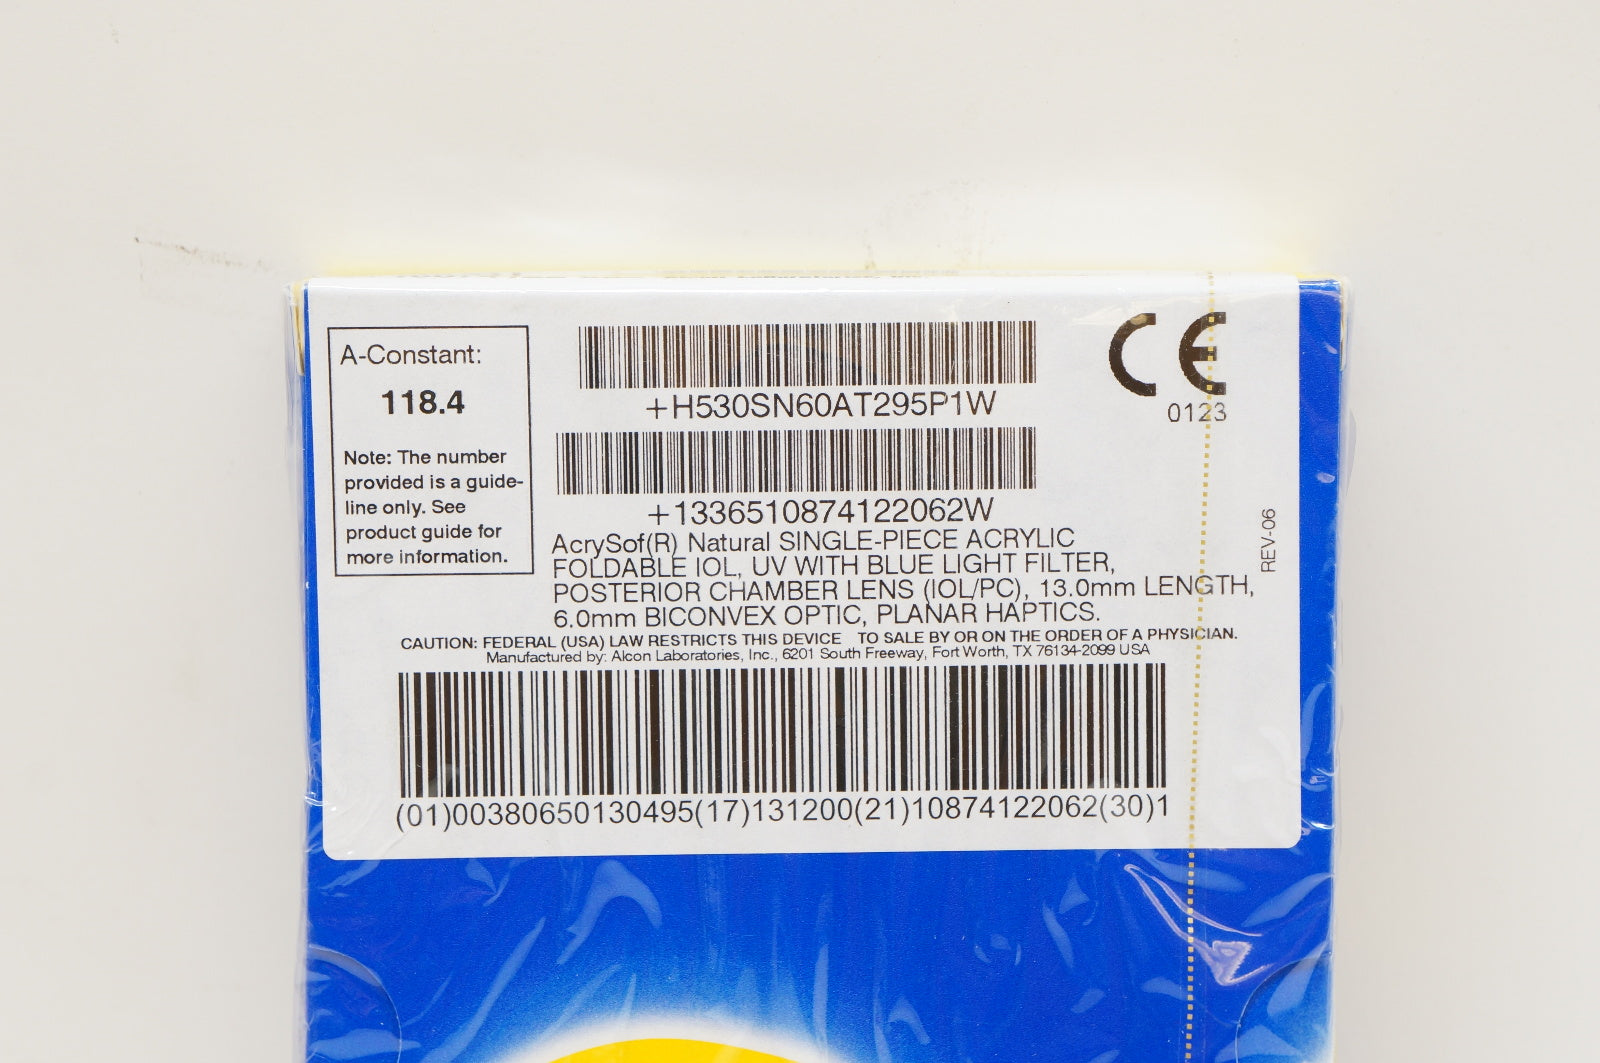 A-Constant:
118.4
Note: The number
provided is a guide-
line only. See
product guide for
more information.
+H530SN60AT295P1W
+1336510874122062W
CE
0123
AcrySof(R) Natural SINGLE-PIECE ACRYLIC
FOLDABLE IOL, UV WITH BLUE LIGHT FILTER,
POSTERIOR CHAMBER LENS (IOL/PC), 13.0mm LENGTH,
6.0mm BICONVEX OPTIC, PLANAR HAPTICS.
REV-06
CAUTION: FEDERAL (USA) LAW RESTRICTS THIS DEVICE TO SALE BY OR ON THE ORDER OF A PHYSICIAN.
Manufactured by: Alcon Laboratories, Inc., 6201 South Freeway, Fort Worth, TX 76134-2099 USA
(01)00380650130495(17)131200(21)10874122062(30)1